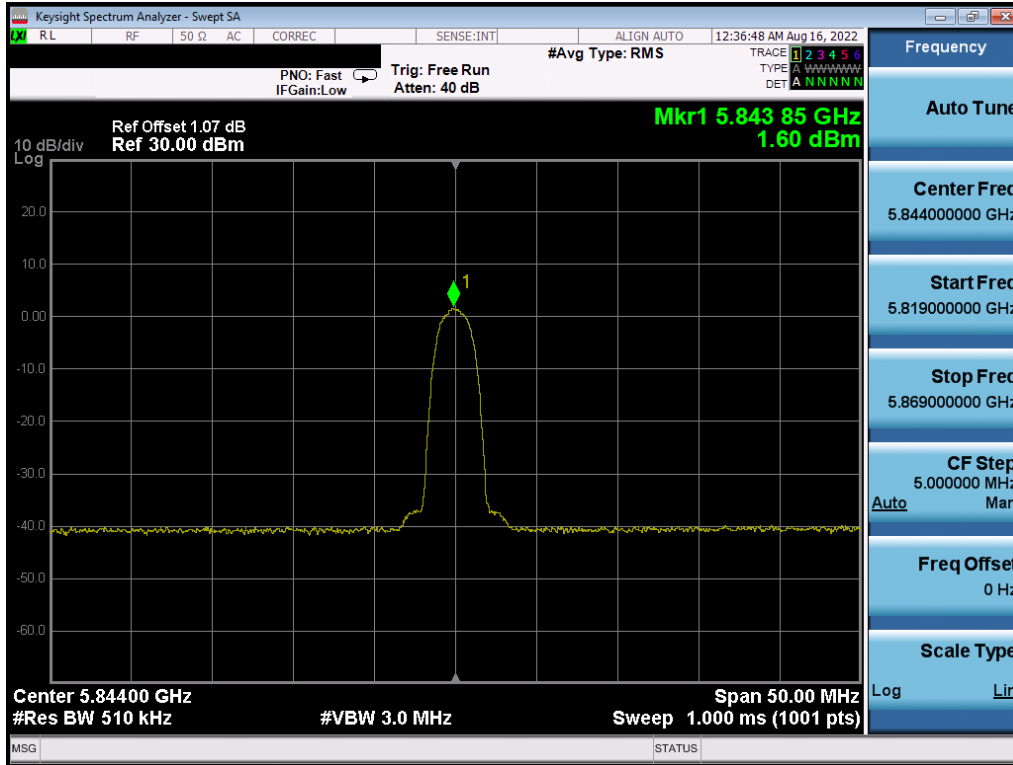 Keysight Spectrum Analyzer - Swept SA
LXI RL RF 50 Ω AC CORREC SENSE:INT ALIGN AUTO 12:36:48 AM Aug 16, 2022
#Avg Type: RMS
TRACE 1 2 3 4 5 6
TYPE A WWWWW
DET A N N N N N
PNO: Fast
IFGain:Low
Trig: Free Run
Atten: 40 dB
Mkr1 5.843 85 GHz
1.60 dBm
Ref Offset 1.07 dB
10 dB/div Ref 30.00 dBm
Log
20.0
10.0
1
0.00
-10.0
-20.0
-30.0
-40.0
-50.0
-60.0
Center 5.84400 GHz Span 50.00 MHz
#Res BW 510 kHz #VBW 3.0 MHz Sweep 1.000 ms (1001 pts)
MSG STATUS
Frequency
Auto Tune
Center Freq
5.844000000 GHz
Start Freq
5.819000000 GHz
Stop Freq
5.869000000 GHz
CF Step
5.000000 MHz
Auto Man
Freq Offset
0 Hz
Scale Type
Log Lin